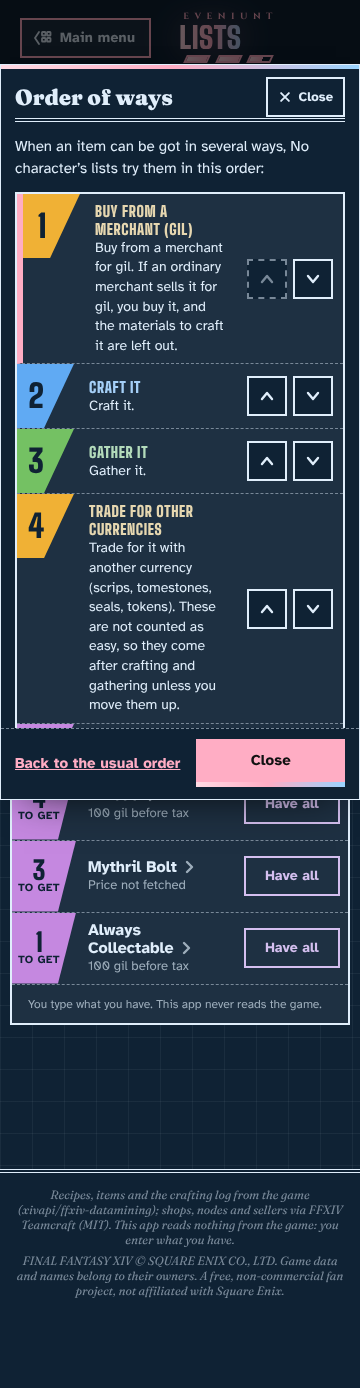 Main menu
EVENIUNT
LISTS
Order of ways
Close
When an item can be got in several ways, No
character's lists try them in this order:
1
BUY FROM A
MERCHANT (GIL)
Buy from a merchant
for gil. If an ordinary
merchant sells it for
gil, you buy it, and
the materials to craft
it are left out.
2
CRAFT IT
Craft it.
3
GATHER IT
Gather it.
4
TRADE FOR OTHER
CURRENCIES
Trade for it with
another currency
(scrips, tomestones,
seals, tokens). These
are not counted as
easy, so they come
after crafting and
gathering unless you
move them up.
Back to the usual order
Close
TO GET
100 gil before tax
Have all
3
TO GET
Mythril Bolt
Price not fetched
Have all
1
TO GET
Always
Collectable
100 gil before tax
Have all
You type what you have. This app never reads the game.
Recipes, items and the crafting log from the game
(xivapi/ffxiv-datamining); shops, nodes and sellers via FFXIV
Teamcraft (MIT). This app reads nothing from the game: you
enter what you have.
FINAL FANTASY XIV © SQUARE ENIX CO., LTD. Game data
and names belong to their owners. A free, non-commercial fan
project, not affiliated with Square Enix.